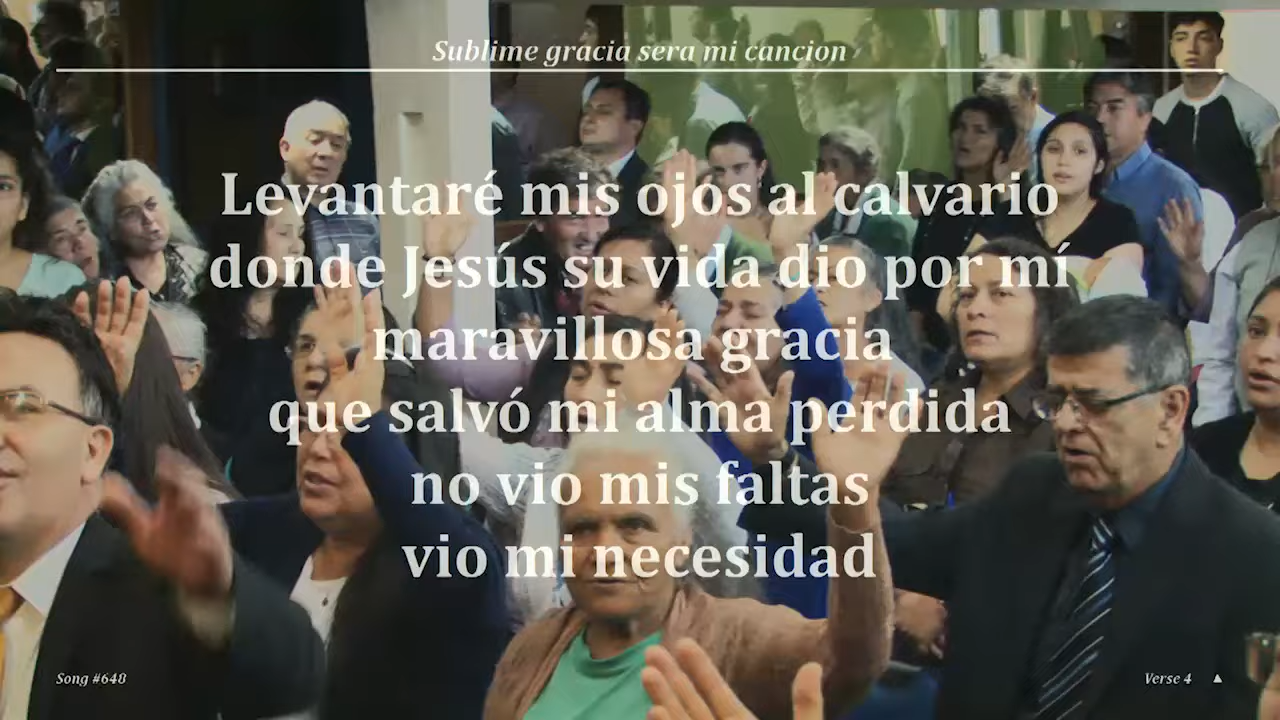 Sublime gracia sera mi cancion
Levantaré mis ojos al calvario
donde Jesús su vida dio por mí
maravillosa gracia
que salvó mi alma perdida
no vio mis faltas
vio mi necesidad
Song #648
Verse 4 ▲